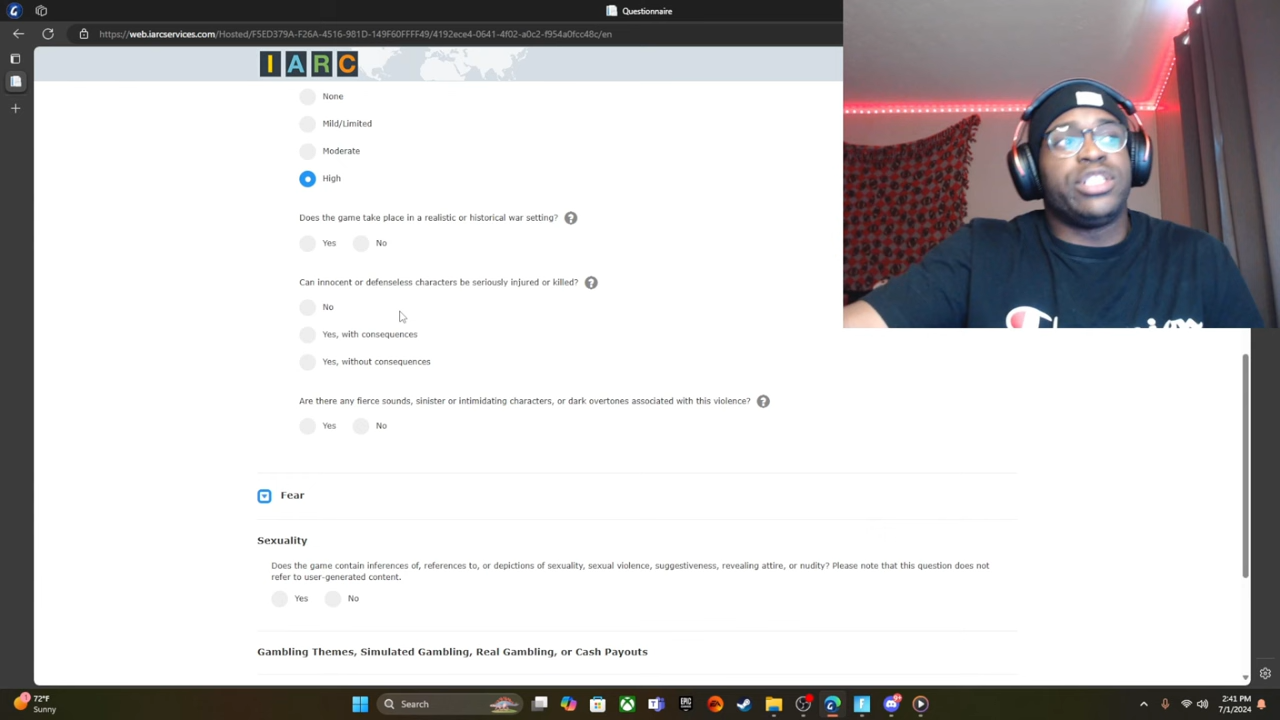 Questionnaire
https://web.iarcservices.com/Hosted/F5ED379A-F26A-4516-981D-149F60FFFF49/4192ece4-0641-4f02-a0c2-f954a0fcc48c/en
IARC
None
Mild/Limited
Moderate
High
Does the game take place in a realistic or historical war setting? ?
Yes No
Can innocent or defenseless characters be seriously injured or killed? ?
No
Yes, with consequences
Yes, without consequences
Are there any fierce sounds, sinister or intimidating characters, or dark overtones associated with this violence? ?
Yes No
Fear
Sexuality
Does the game contain inferences of, references to, or depictions of sexuality, sexual violence, suggestiveness, revealing attire, or nudity? Please note that this question does not
refer to user-generated content.
Yes No
Gambling Themes, Simulated Gambling, Real Gambling, or Cash Payouts
1
72°F
Sunny
Search
EPIC
2:41 PM
7/1/2024